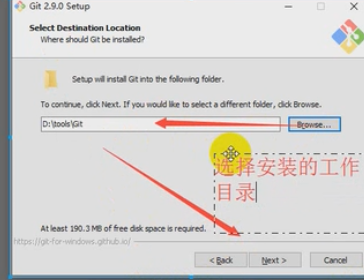 Git 2.9.0 Setup
Select Destination Location
Where should Git be installed?
Setup will install Git into the following folder.
To continue, click Next. If you would like to select a different folder, click Browse.
D:\tools\Git
Browse...
选择安装的工作
目录
At least 190.3 MB of free disk space is required.
https://git-for-windows.github.io/
< Back
Next >
Cancel